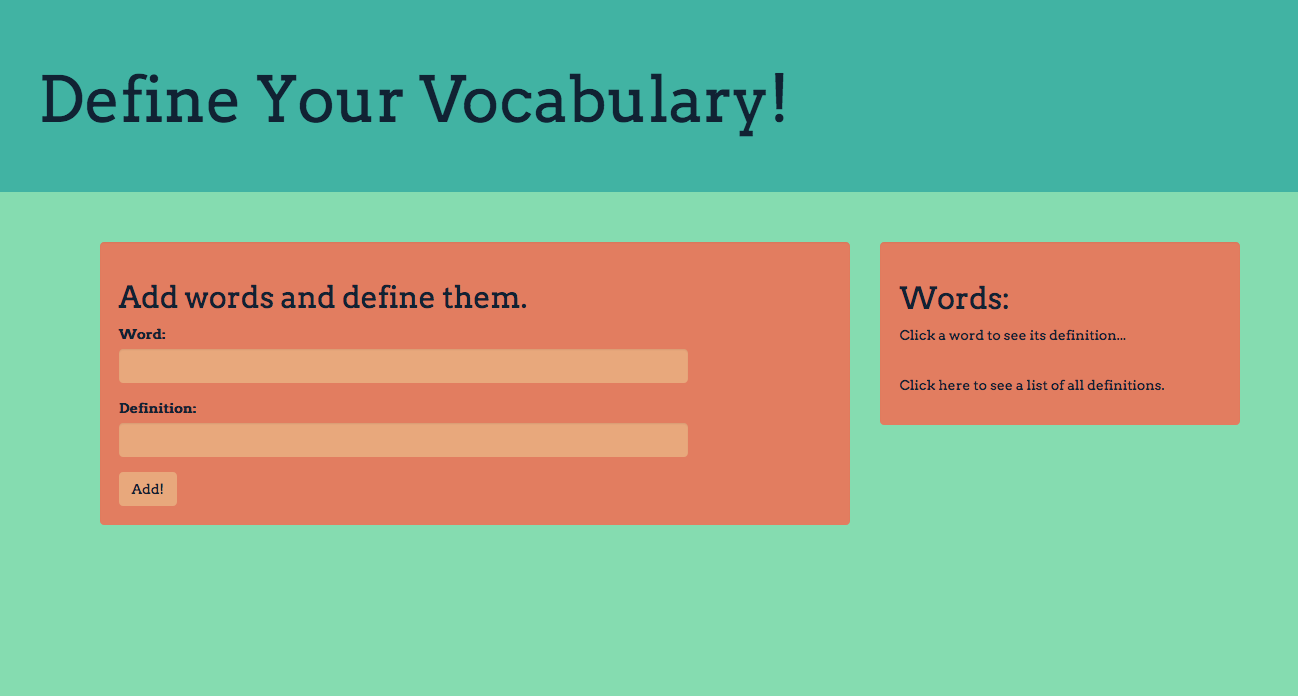 Define Your Vocabulary!
Add words and define them.
Word:
Definition:
Add!
Words:
Click a word to see its definition...
Click here to see a list of all definitions.